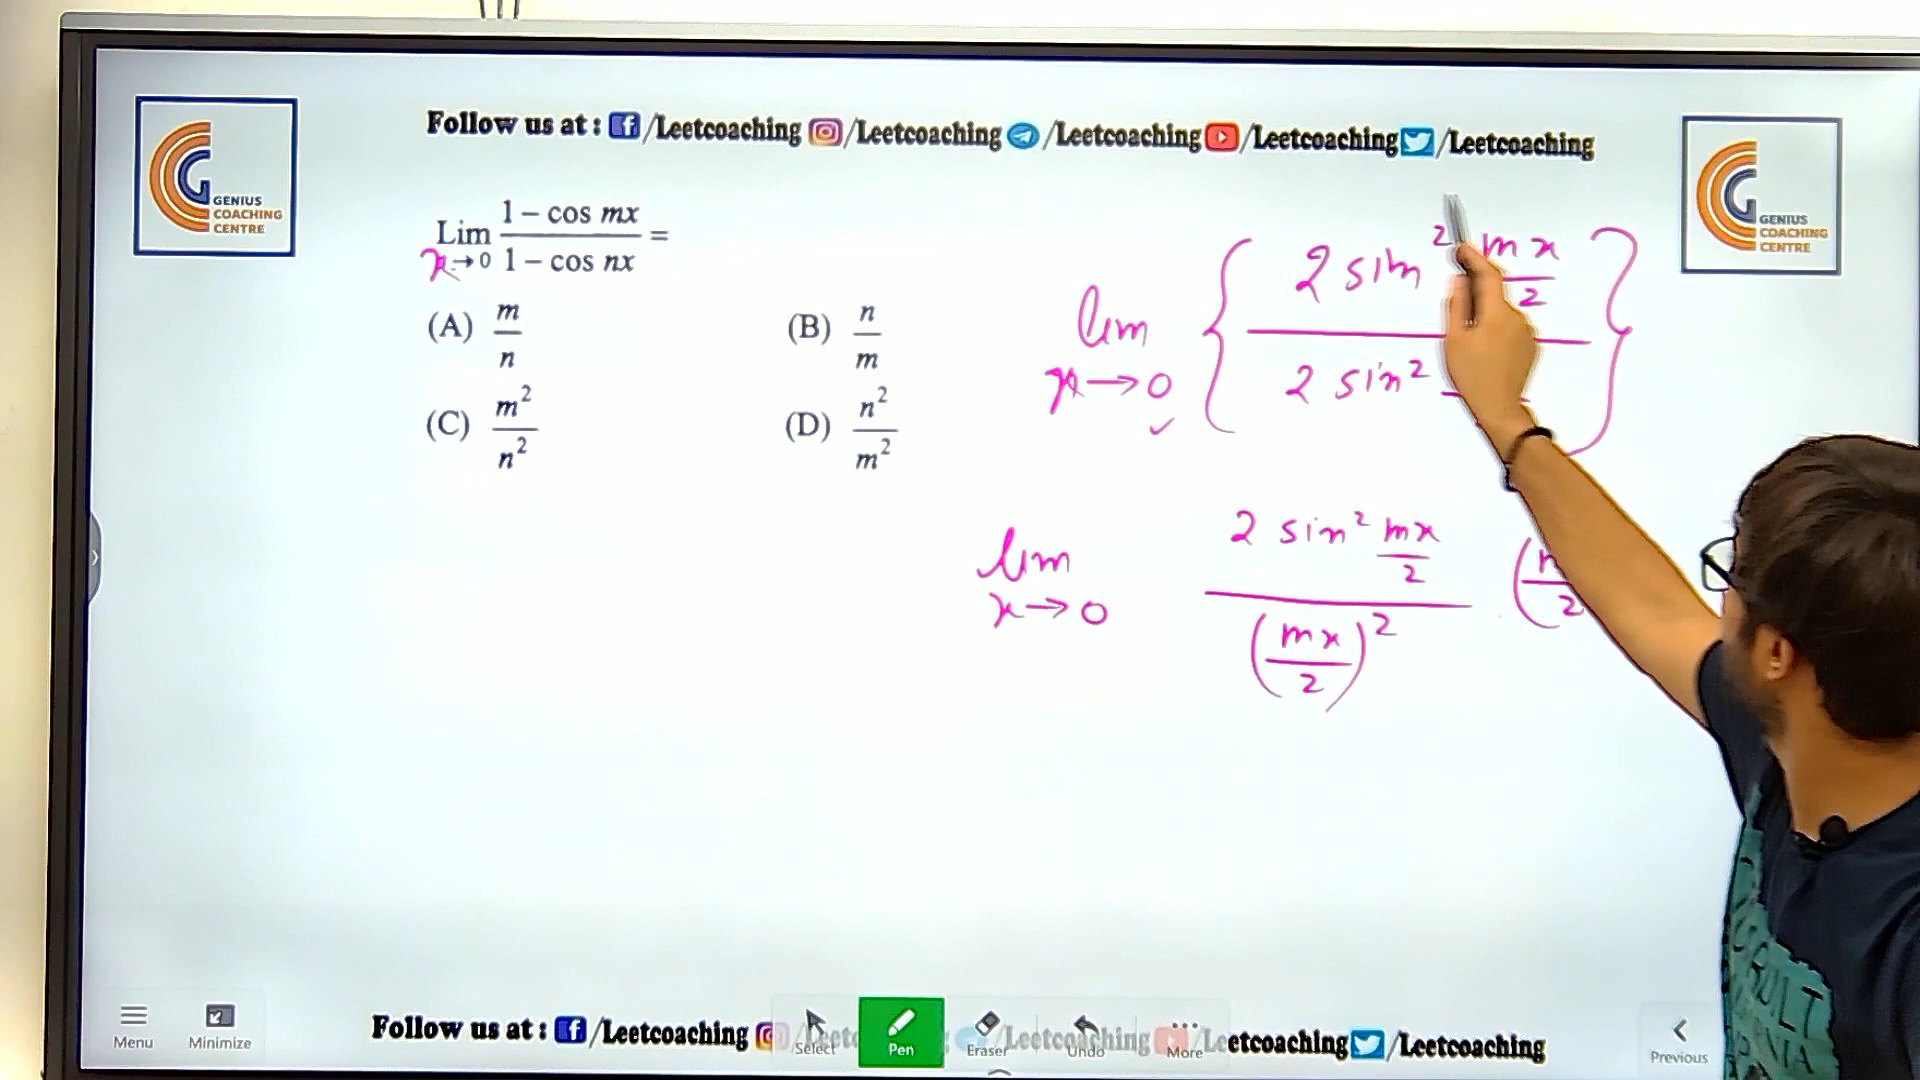 Follow us at : /Leetcoaching /Leetcoaching /Leetcoaching /Leetcoaching /Leetcoaching
GENIUS
COACHING
CENTRE
GENIUS
COACHING
CENTRE
Lim x→0 (1 − cos mx)/(1 − cos nx) =
(A) m/n
(B) n/m
(C) m²/n²
(D) n²/m²
lim x→0 { 2 sin² mx/2
2 sin² }
lim x→0 2 sin² mx/2 / (mx/2)²
Menu
Minimize
Follow us at : /Leetcoaching /Leetcoaching /Leetcoaching
Select
Pen
Eraser
Undo
More
Previous